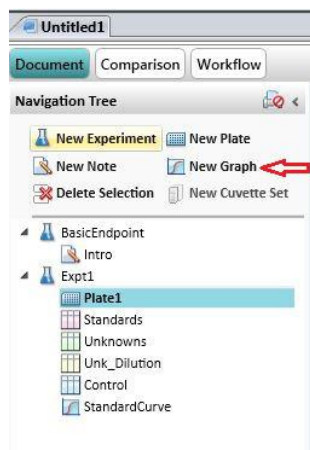 Untitled1
Document Comparison Workflow
Navigation Tree
New Experiment New Plate
New Note New Graph
Delete Selection New Cuvette Set
BasicEndpoint
Intro
Expt1
Plate1
Standards
Unknowns
Unk_Dilution
Control
StandardCurve